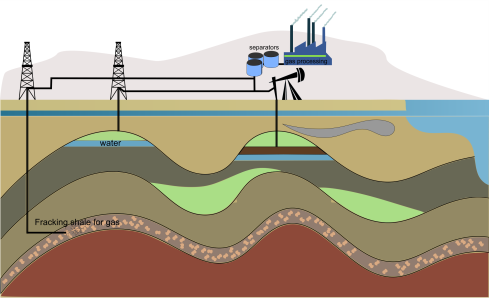 separators
gas processing
water
Fracking shale for gas